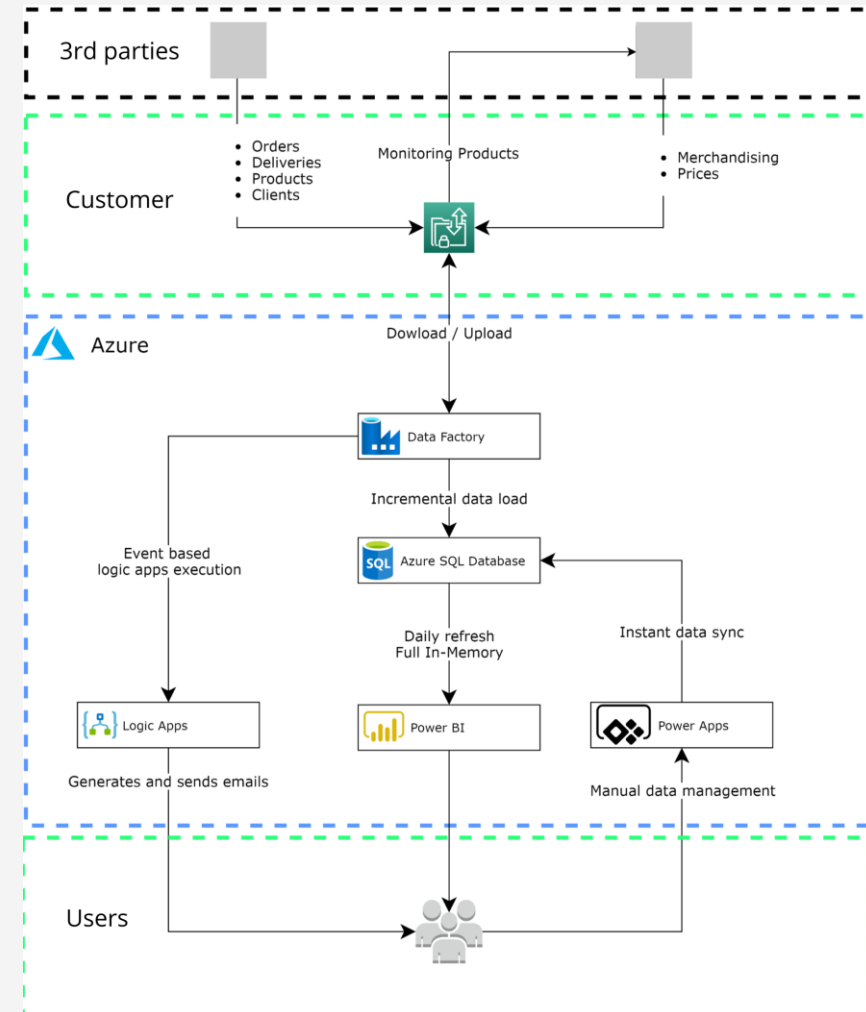 3rd parties
• Orders
• Deliveries
• Products
• Clients
Monitoring Products
• Merchandising
• Prices
Customer
Azure
Dowload / Upload
Data Factory
Incremental data load
Event based
logic apps execution
SQL
Azure SQL Database
Daily refresh
Full In-Memory
Instant data sync
Logic Apps
Power BI
Power Apps
Generates and sends emails
Manual data management
Users